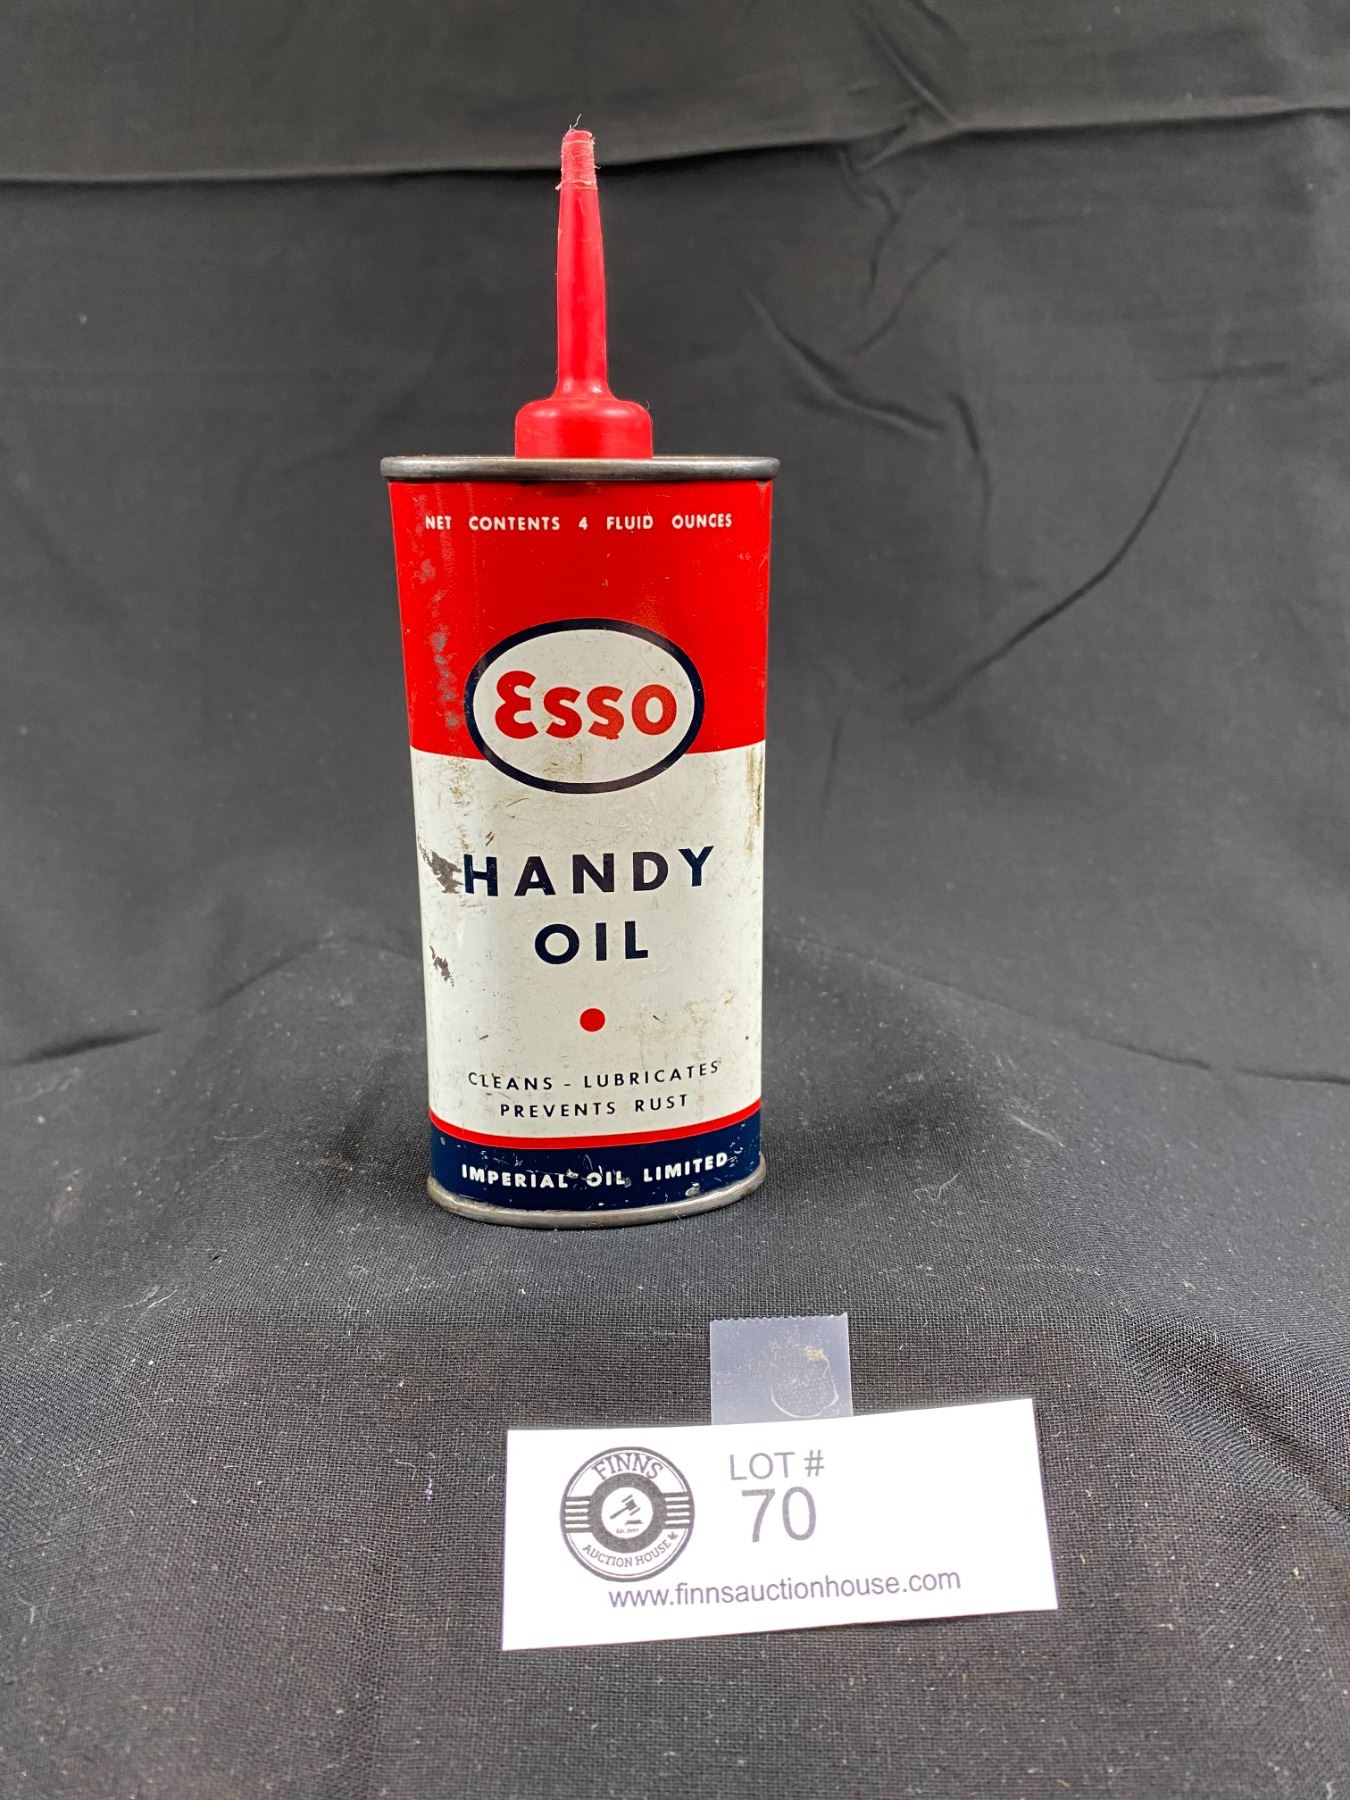 NET CONTENTS 4 FLUID OUNCES
Esso
HANDY
OIL
CLEANS - LUBRICATES
PREVENTS RUST
IMPERIAL OIL LIMITED
FINNS
AUCTION HOUSE
LOT #
70
www.finnsauctionhouse.com